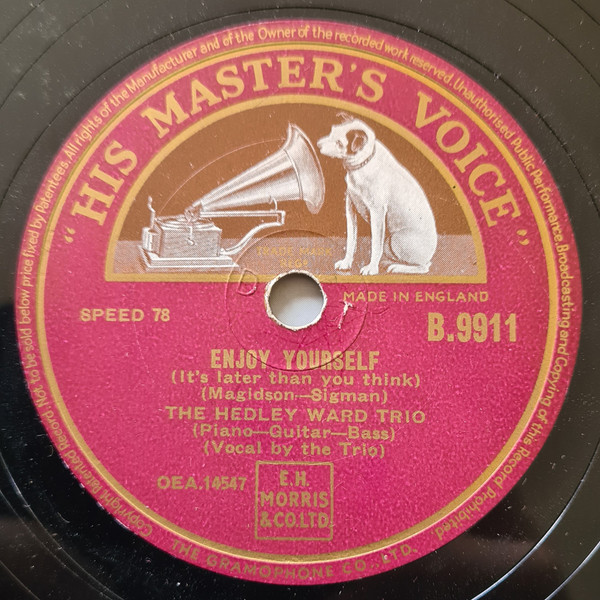 All rights of the Manufacturer and of the Owner of the recorded work reserved. Unauthorised Public Performance, Broadcasting and Copying of this Record Prohibited
Copyright Patented Record not to be sold below price fixed by Patentees.
"HIS MASTER'S VOICE"
TRADE MARK
MADE IN ENGLAND
SPEED 78
B.9911
ENJOY YOURSELF
(It's later than you think)
(Magidson—Sigman)
THE HEDLEY WARD TRIO
(Piano—Guitar—Bass)
(Vocal by the Trio)
OEA.14547
E.H.
MORRIS
& CO.LTD
THE GRAMOPHONE CO. LTD.